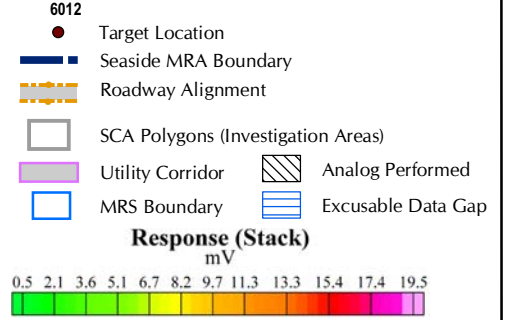 6012
Target Location
Seaside MRA Boundary
Roadway Alignment
SCA Polygons (Investigation Areas)
Utility Corridor
Analog Performed
MRS Boundary
Excusable Data Gap
Response (Stack)
mV
0.5 2.1 3.6 5.1 6.7 8.2 9.7 11.3 13.3 15.4 17.4 19.5